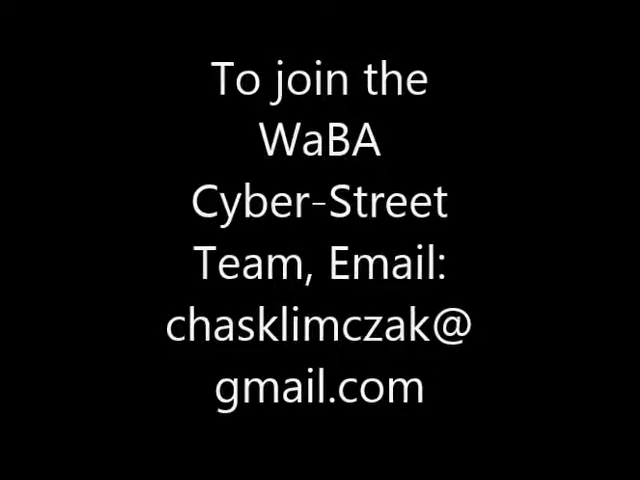 To join the
WaBA
Cyber-Street
Team, Email:
chasklimczak@
gmail.com